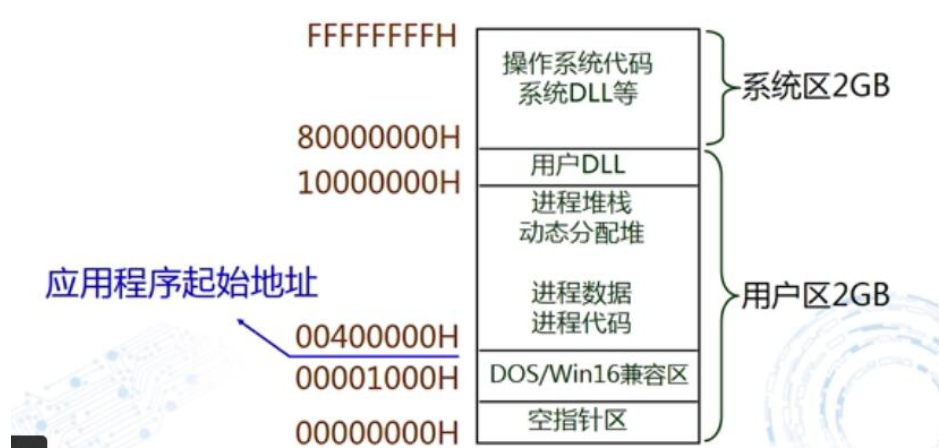 FFFFFFFFH
操作系统代码
系统DLL等
系统区2GB
80000000H
用户DLL
10000000H
进程堆栈
动态分配堆
应用程序起始地址
进程数据
进程代码
用户区2GB
00400000H
00001000H
DOS/Win16兼容区
空指针区
00000000H